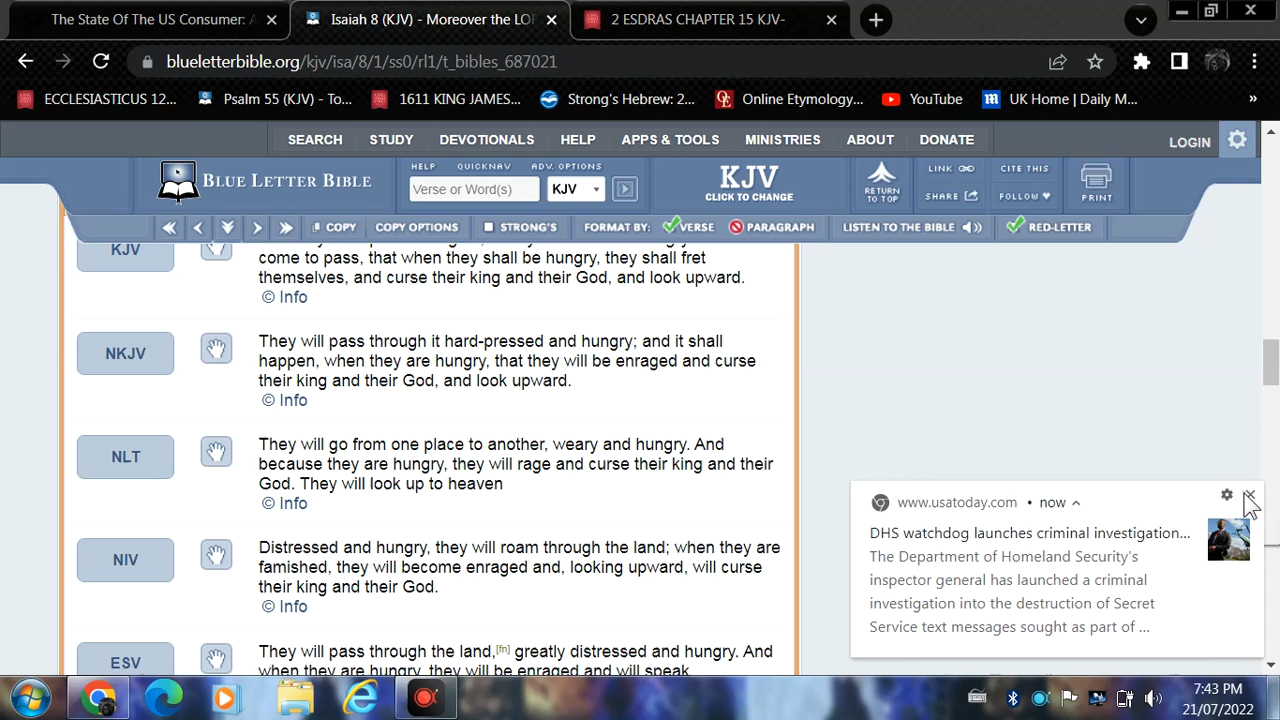 The State Of The US Consumer: A
Isaiah 8 (KJV) - Moreover the LOR
2 ESDRAS CHAPTER 15 KJV-
blueletterbible.org/kjv/isa/8/1/ss0/rl1/t_bibles_687021
ECCLESIASTICUS 12...
Psalm 55 (KJV) - To...
1611 KING JAMES...
Strong's Hebrew: 2...
Online Etymology...
YouTube
UK Home | Daily M...
SEARCH STUDY DEVOTIONALS HELP APPS & TOOLS MINISTRIES ABOUT DONATE
LOGIN
BLUE LETTER BIBLE
HELP QUICKNAV ADV. OPTIONS
Verse or Word(s)
KJV
KJV
CLICK TO CHANGE
RETURN
TO TOP
LINK
CITE THIS
SHARE
FOLLOW
PRINT
COPY
COPY OPTIONS
STRONG'S
FORMAT BY:
VERSE
PARAGRAPH
LISTEN TO THE BIBLE
RED-LETTER
KJV
come to pass, that when they shall be hungry, they shall fret
themselves, and curse their king and their God, and look upward.
© Info
NKJV
They will pass through it hard-pressed and hungry; and it shall
happen, when they are hungry, that they will be enraged and curse
their king and their God, and look upward.
© Info
NLT
They will go from one place to another, weary and hungry. And
because they are hungry, they will rage and curse their king and their
God. They will look up to heaven
© Info
NIV
Distressed and hungry, they will roam through the land; when they are
famished, they will become enraged and, looking upward, will curse
their king and their God.
© Info
ESV
They will pass through the land,[fn] greatly distressed and hungry. And
when they are hungry, they will be enraged and will speak
www.usatoday.com • now
DHS watchdog launches criminal investigation...
The Department of Homeland Security's
inspector general has launched a criminal
investigation into the destruction of Secret
Service text messages sought as part of ...
7:43 PM
21/07/2022